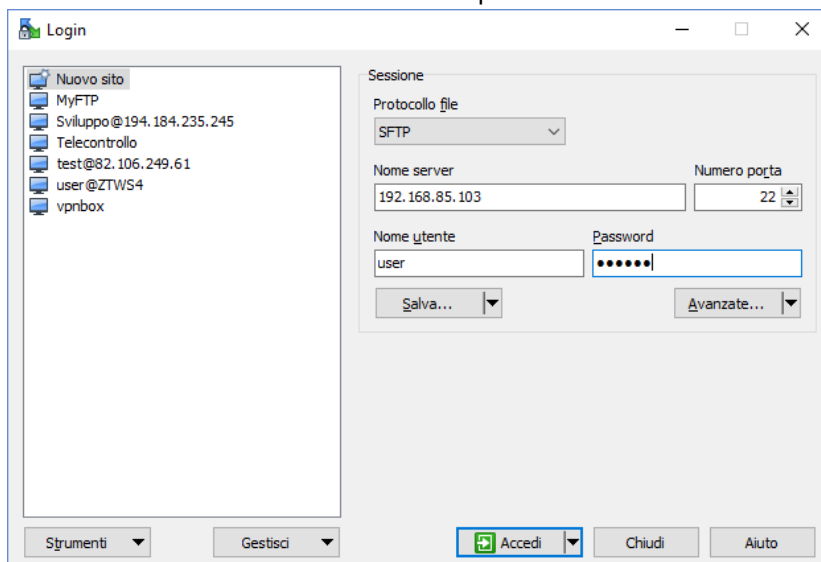 Login
Nuovo sito
MyFTP
Sviluppo@194.184.235.245
Telecontrollo
test@82.106.249.61
user@ZTWS4
vpnbox
Sessione
Protocollo file
SFTP
Nome server
Numero porta
192.168.85.103
22
Nome utente
Password
user
••••••
Salva...
Avanzate...
Strumenti
Gestisci
Accedi
Chiudi
Aiuto